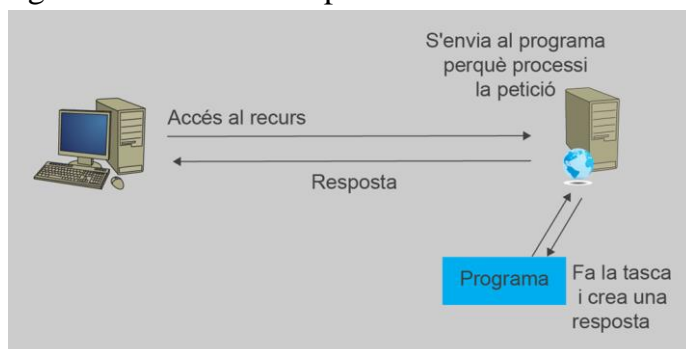 S'envia al programa
perquè processi
la petició
Accés al recurs
Resposta
Programa
Fa la tasca
i crea una
resposta